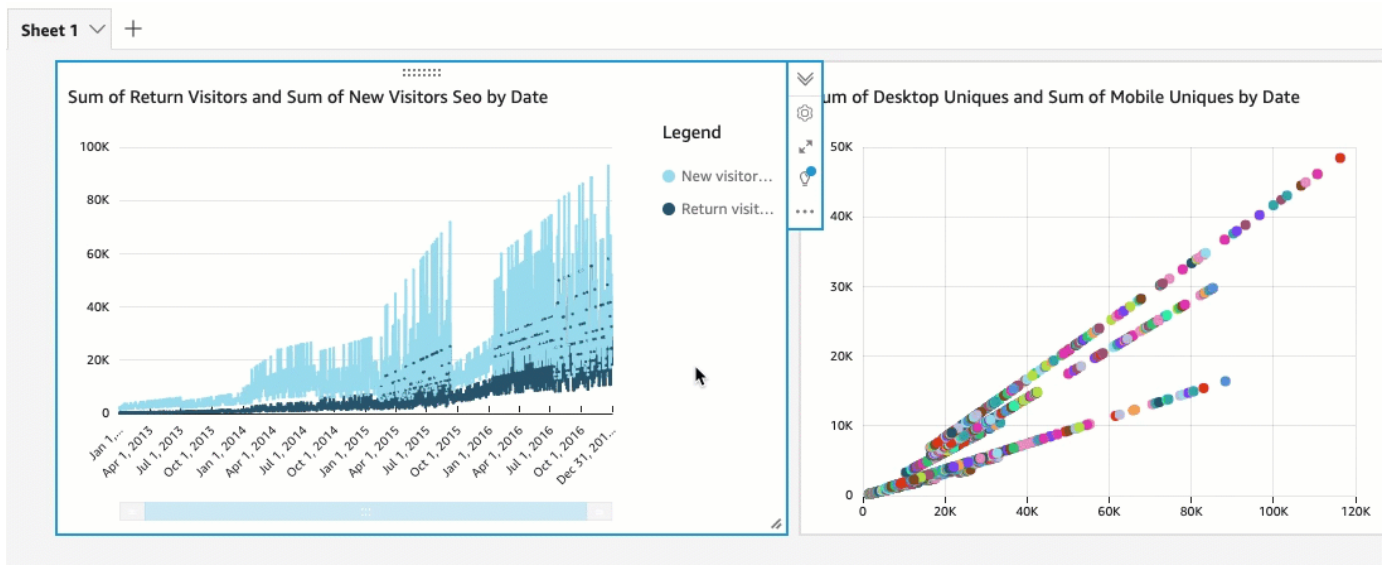 Sheet 1
Sum of Return Visitors and Sum of New Visitors Seo by Date
Legend
New visitor...
Return visit...
100K
80K
60K
40K
20K
0
Jan 1,...
Apr 1, 2013
Jul 1, 2013
Oct 1, 2013
Jan 1, 2014
Apr 1, 2014
Jul 1, 2014
Oct 1, 2014
Jan 1, 2015
Apr 1, 2015
Jul 1, 2015
Oct 1, 2015
Jan 1, 2016
Apr 1, 2016
Jul 1, 2016
Oct 1, 2016
Dec 31, 201...
um of Desktop Uniques and Sum of Mobile Uniques by Date
50K
40K
30K
20K
10K
0
0
20K
40K
60K
80K
100K
120K